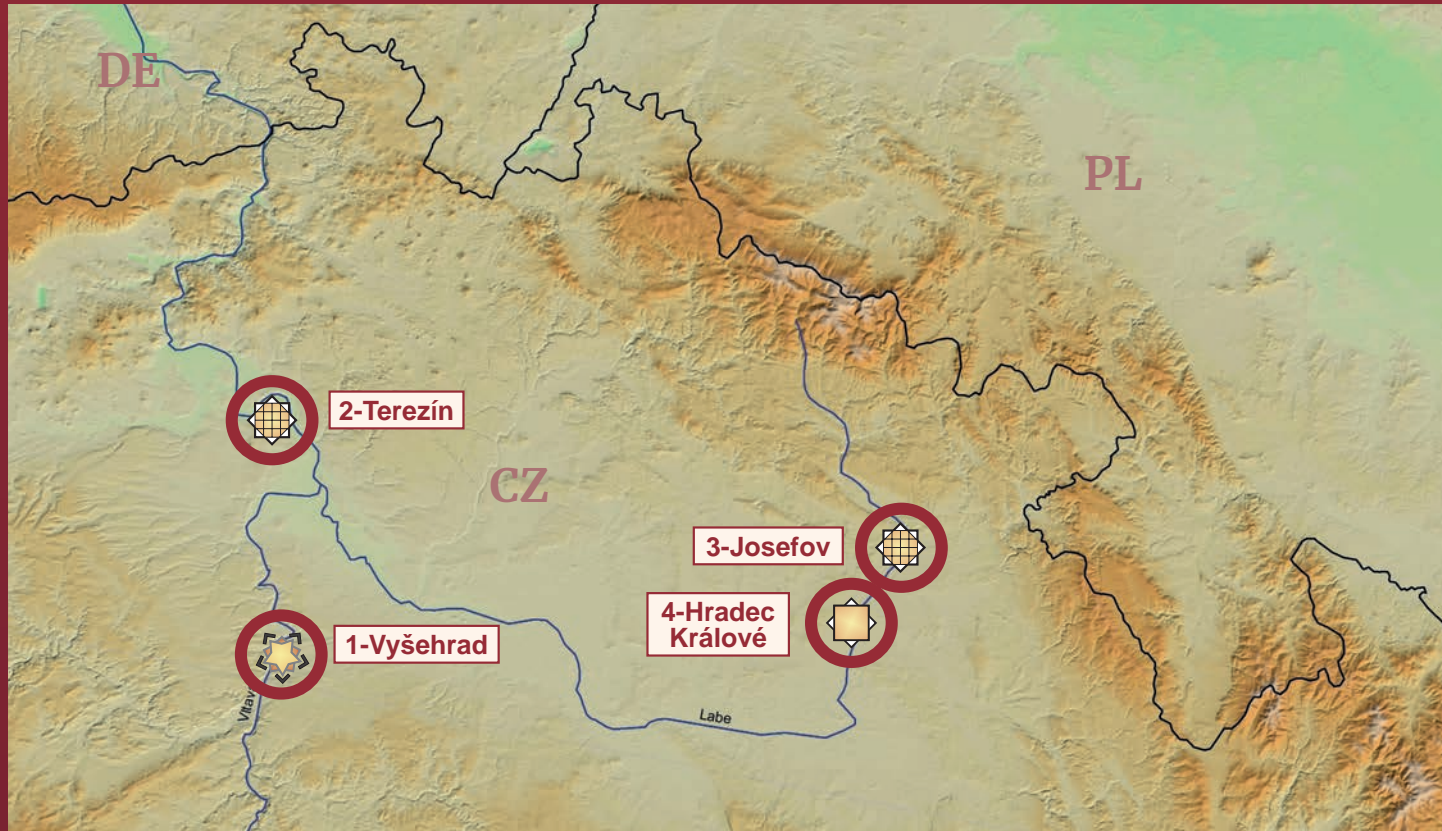 DE
PL
2-Terezín
CZ
3-Josefov
4-Hradec
Králové
1-Vyšehrad
Vltava
Labe